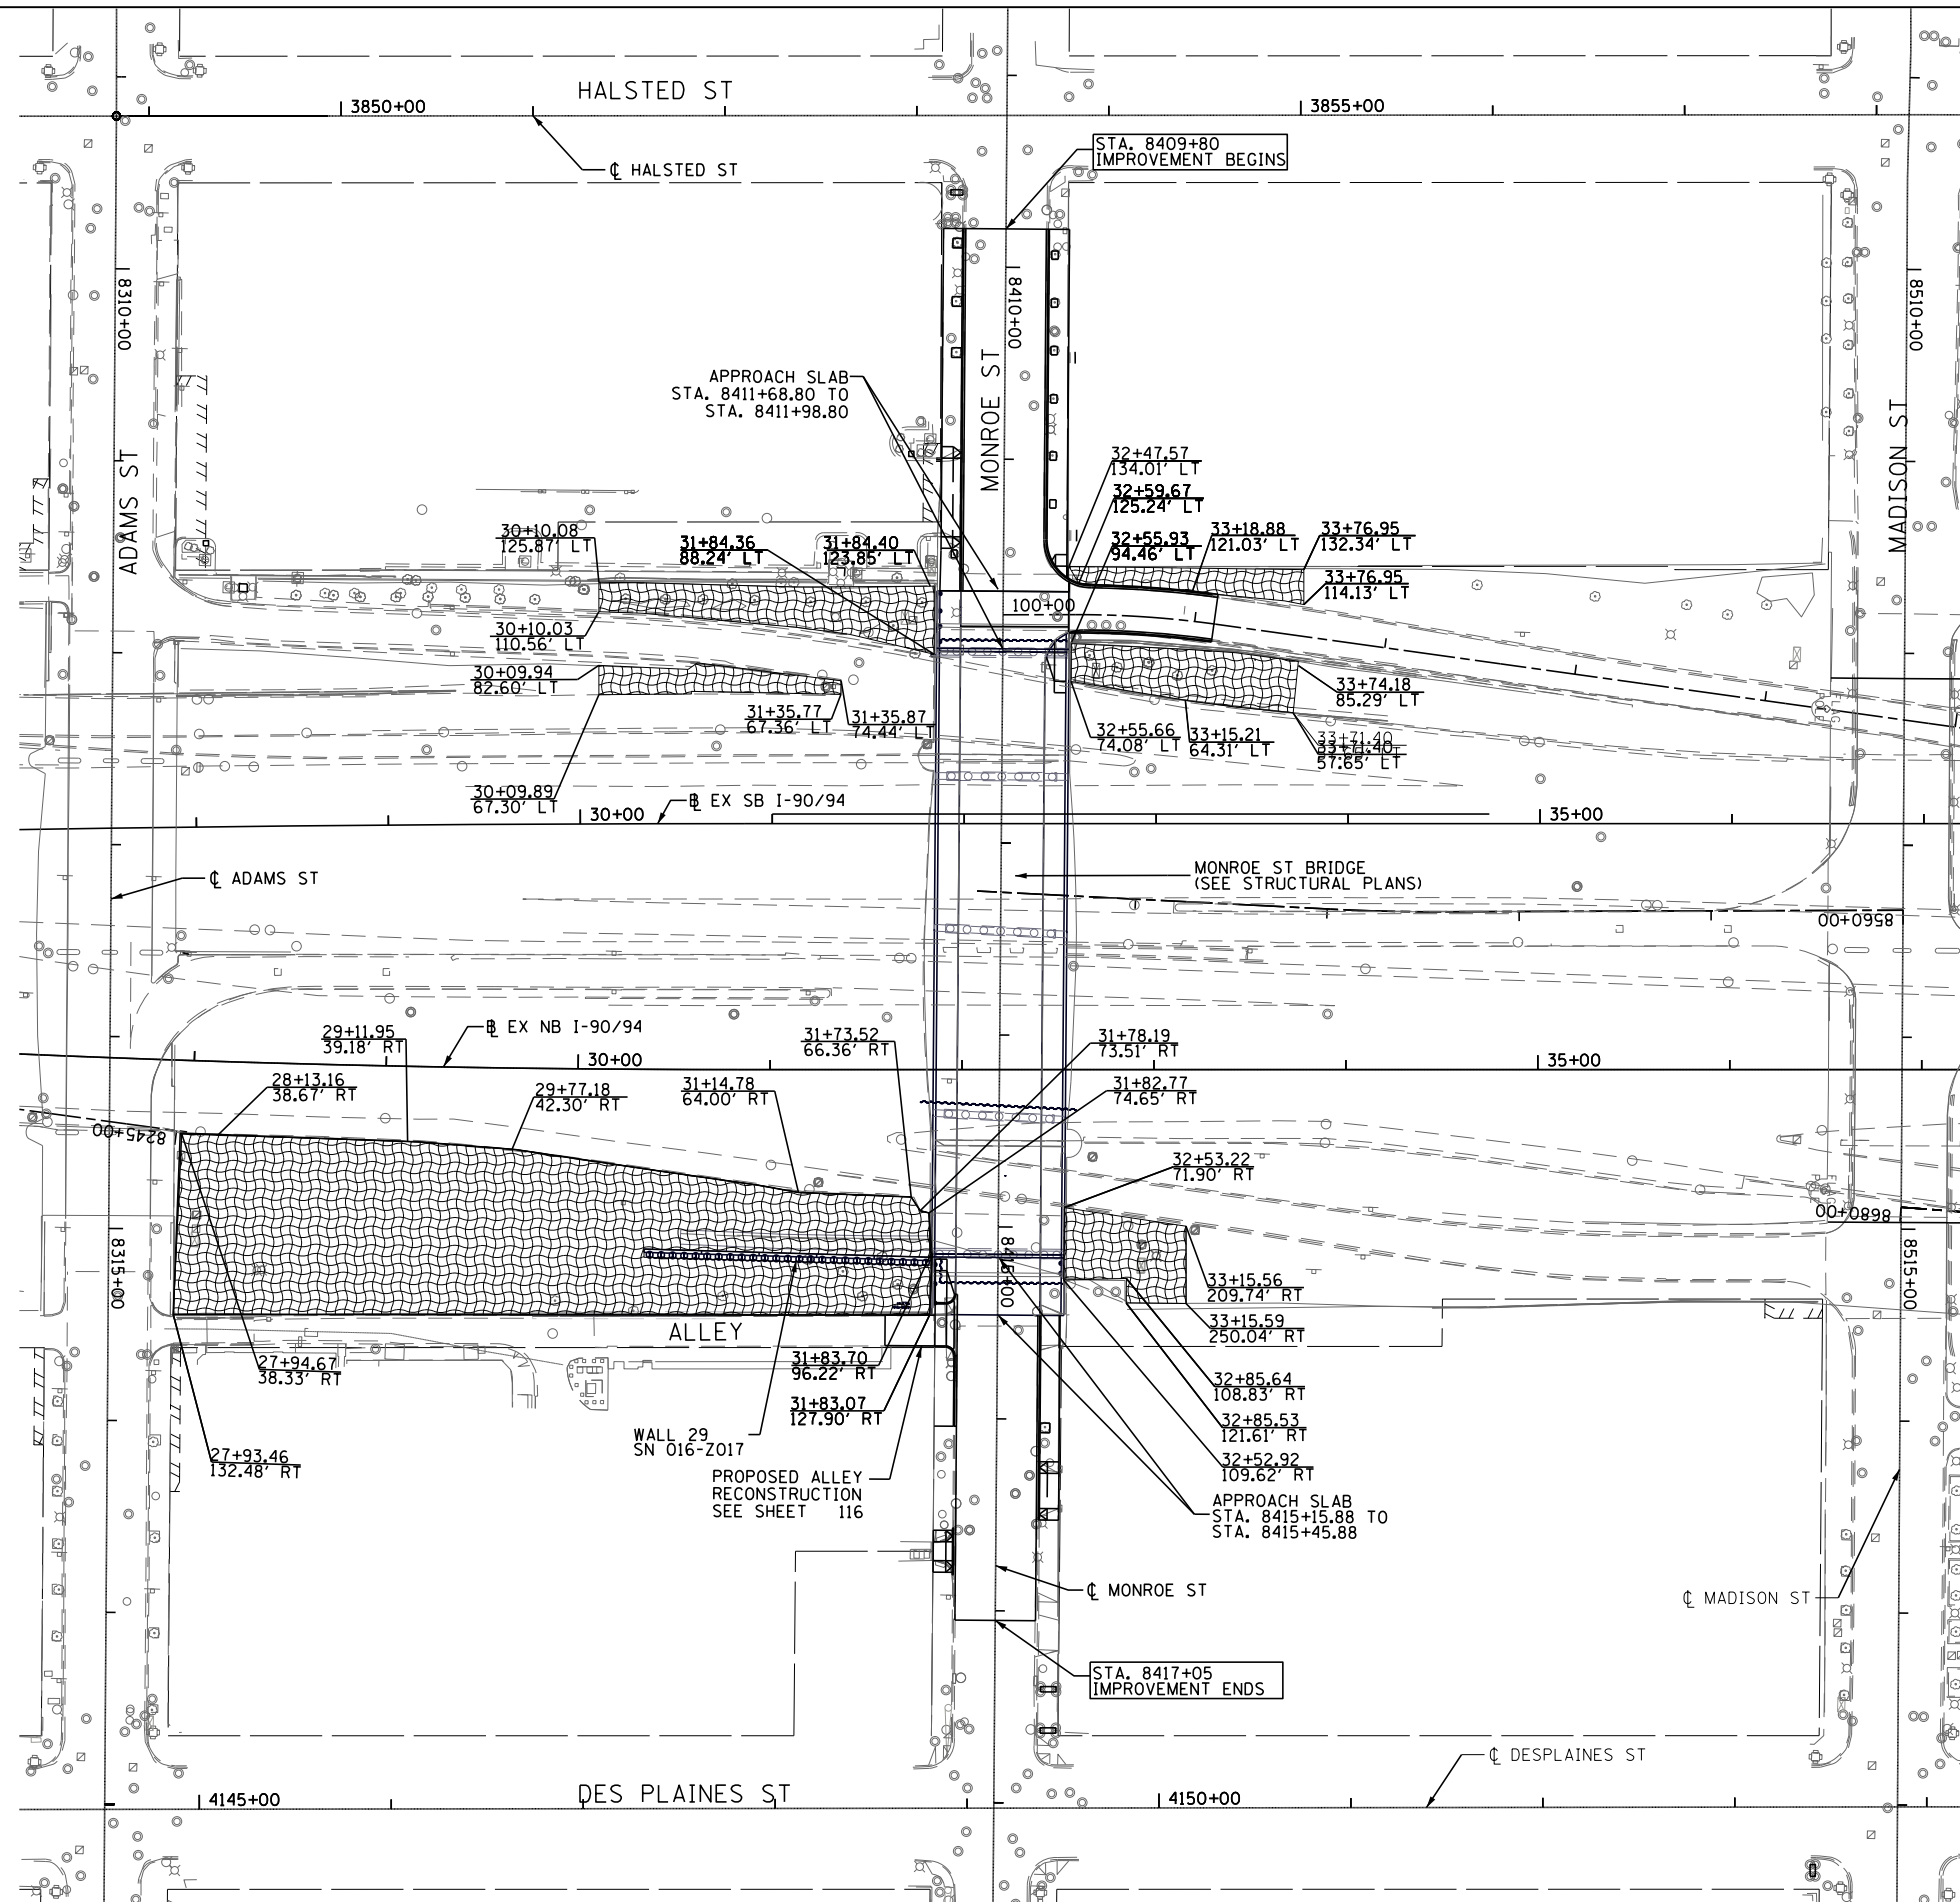 HALSTED ST
3850+00
3855+00
℄ HALSTED ST
STA. 8409+80
IMPROVEMENT BEGINS
8310+00
8410+00
8510+00
ADAMS ST
MONROE ST
MADISON ST
APPROACH SLAB
STA. 8411+68.80 TO
STA. 8411+98.80
32+47.57
134.01' LT
32+59.67
125.24' LT
32+55.93
94.46' LT
33+18.88
121.03' LT
33+76.95
132.34' LT
33+76.95
114.13' LT
30+10.08
125.87' LT
31+84.36
88.24' LT
31+84.40
123.85' LT
100+00
30+10.03
110.56' LT
30+09.94
82.60' LT
31+35.77
67.36' LT
31+35.87
74.44' LT
32+55.66
74.08' LT
33+15.21
64.31' LT
33+74.18
85.29' LT
33+71.40
33+71.40
57.65' LT
30+09.89
67.30' LT
B EX SB I-90/94
30+00
35+00
℄ ADAMS ST
MONROE ST BRIDGE
(SEE STRUCTURAL PLANS)
8560+00
B EX NB I-90/94
29+11.95
39.18' RT
31+73.52
66.36' RT
31+78.19
73.51' RT
30+00
35+00
28+13.16
38.67' RT
29+77.18
42.30' RT
31+14.78
64.00' RT
31+82.77
74.65' RT
8245+00
32+53.22
71.90' RT
8680+00
8315+00
8415+00
8515+00
33+15.56
209.74' RT
33+15.59
250.04' RT
ALLEY
27+94.67
38.33' RT
31+83.70
96.22' RT
32+85.64
108.83' RT
31+83.07
127.90' RT
32+85.53
121.61' RT
WALL 29
SN 016-Z017
27+93.46
132.48' RT
32+52.92
109.62' RT
PROPOSED ALLEY
RECONSTRUCTION
SEE SHEET 116
APPROACH SLAB
STA. 8415+15.88 TO
STA. 8415+45.88
℄ MONROE ST
℄ MADISON ST
STA. 8417+05
IMPROVEMENT ENDS
℄ DESPLAINES ST
DES PLAINES ST
4145+00
4150+00